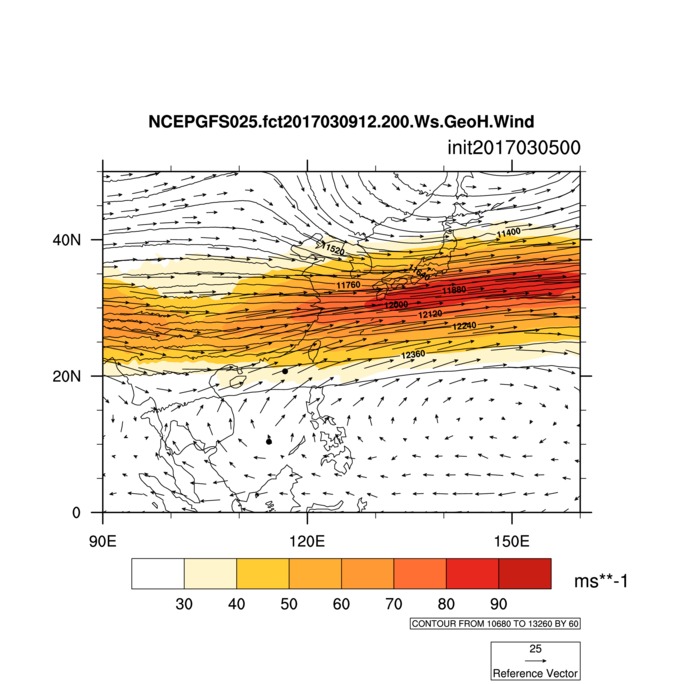 NCEPGFS025.fct2017030912.200.Ws.GeoH.Wind
init2017030500
40N
20N
0
11400
11520
11760
11880
12000
12120
12240
12360
90E 120E 150E
30 40 50 60 70 80 90
ms**-1
CONTOUR FROM 10680 TO 13260 BY 60
25
Reference Vector